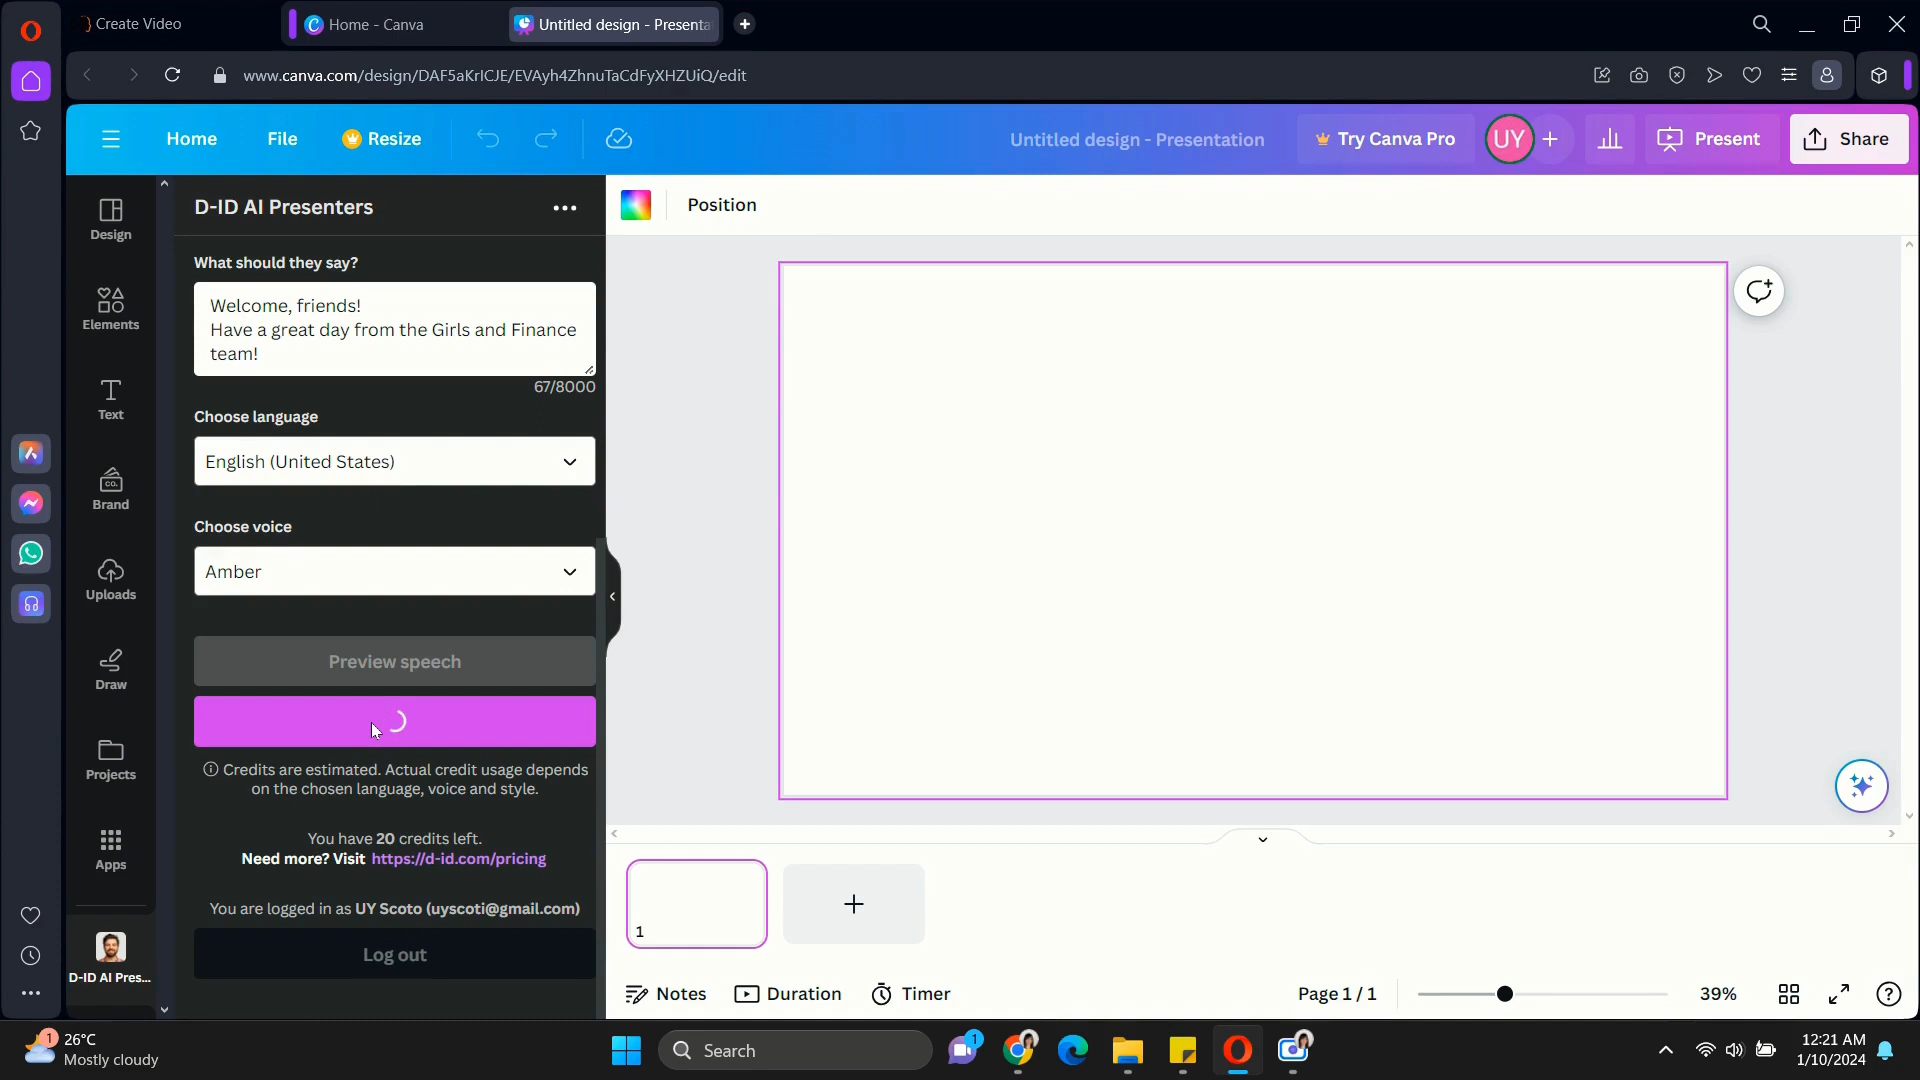 Create Video
Home - Canva
Untitled design - Presenta
www.canva.com/design/DAF5aKrICJE/EVAyh4ZhnuTaCdFyXHZUiQ/edit
Home
File
Resize
Untitled design - Presentation
Try Canva Pro
UY
Present
Share
Design
Elements
Text
CO.
Brand
Uploads
Draw
Projects
Apps
D-ID AI Pres...
D-ID AI Presenters
What should they say?
Welcome, friends!
Have a great day from the Girls and Finance
team!
67/8000
Choose language
English (United States)
Choose voice
Amber
Preview speech
Credits are estimated. Actual credit usage depends
on the chosen language, voice and style.
You have 20 credits left.
Need more? Visit https://d-id.com/pricing
You are logged in as UY Scoto (uyscoti@gmail.com)
Log out
Position
1
Notes
Duration
Timer
Page 1 / 1
39%
1
26°C
Mostly cloudy
Search
1
12:21 AM
1/10/2024